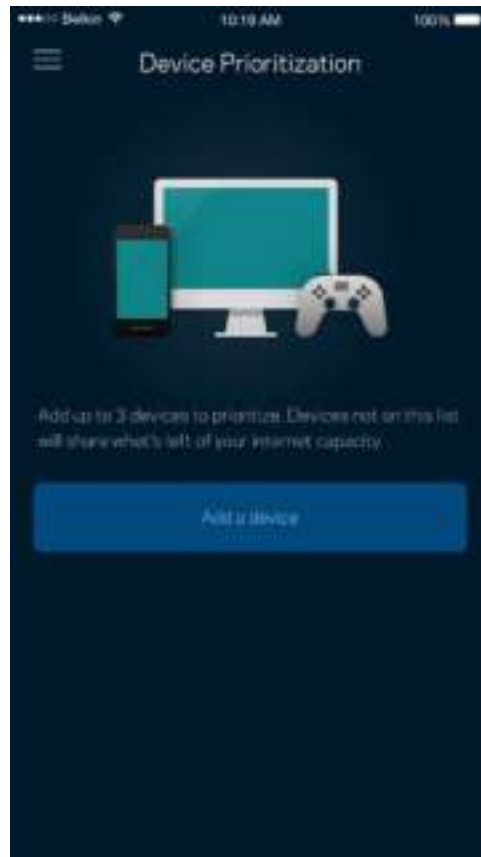 Belkin 10:19 AM 100%
Device Prioritization
Add up to 3 devices to prioritize. Devices not on this list
will share what's left of your internet capacity.
Add a device